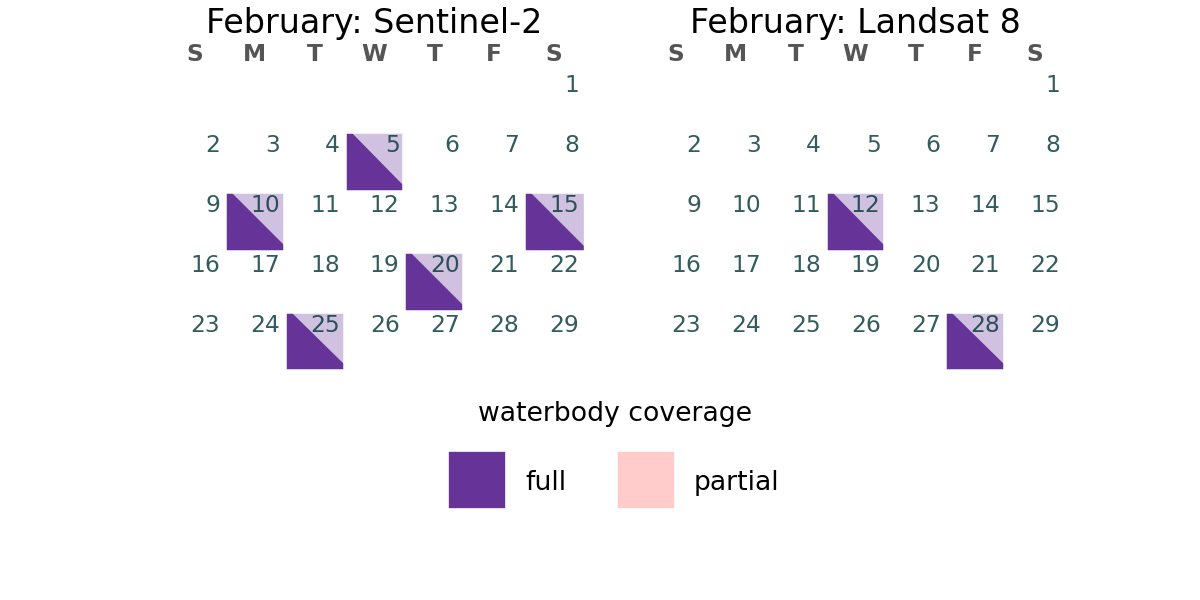 February: Sentinel-2
S M T W T F S
1
2 3 4 5 6 7 8
9 10 11 12 13 14 15
16 17 18 19 20 21 22
23 24 25 26 27 28 29
February: Landsat 8
S M T W T F S
1
2 3 4 5 6 7 8
9 10 11 12 13 14 15
16 17 18 19 20 21 22
23 24 25 26 27 28 29
waterbody coverage
full partial